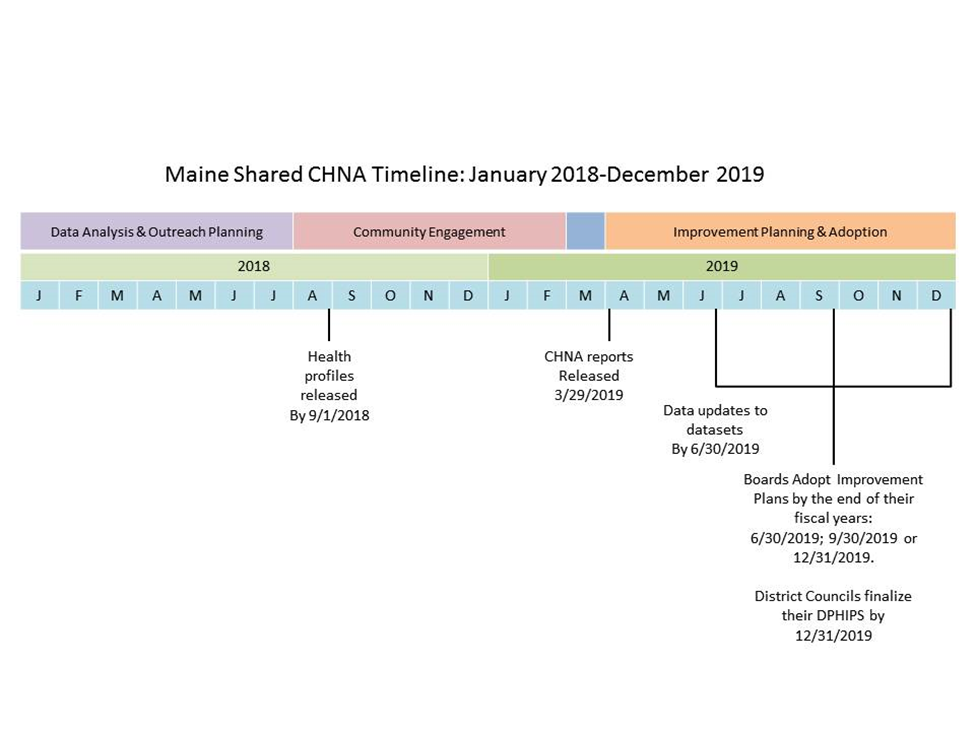 Maine Shared CHNA Timeline: January 2018-December 2019
Data Analysis & Outreach Planning
Community Engagement
Improvement Planning & Adoption
2018
2019
J F M A M J J A S O N D J F M A M J J A S O N D
Health
profiles
released
By 9/1/2018
CHNA reports
Released
3/29/2019
Data updates to
datasets
By 6/30/2019
Boards Adopt Improvement
Plans by the end of their
fiscal years:
6/30/2019; 9/30/2019 or
12/31/2019.
District Councils finalize
their DPHIPS by
12/31/2019